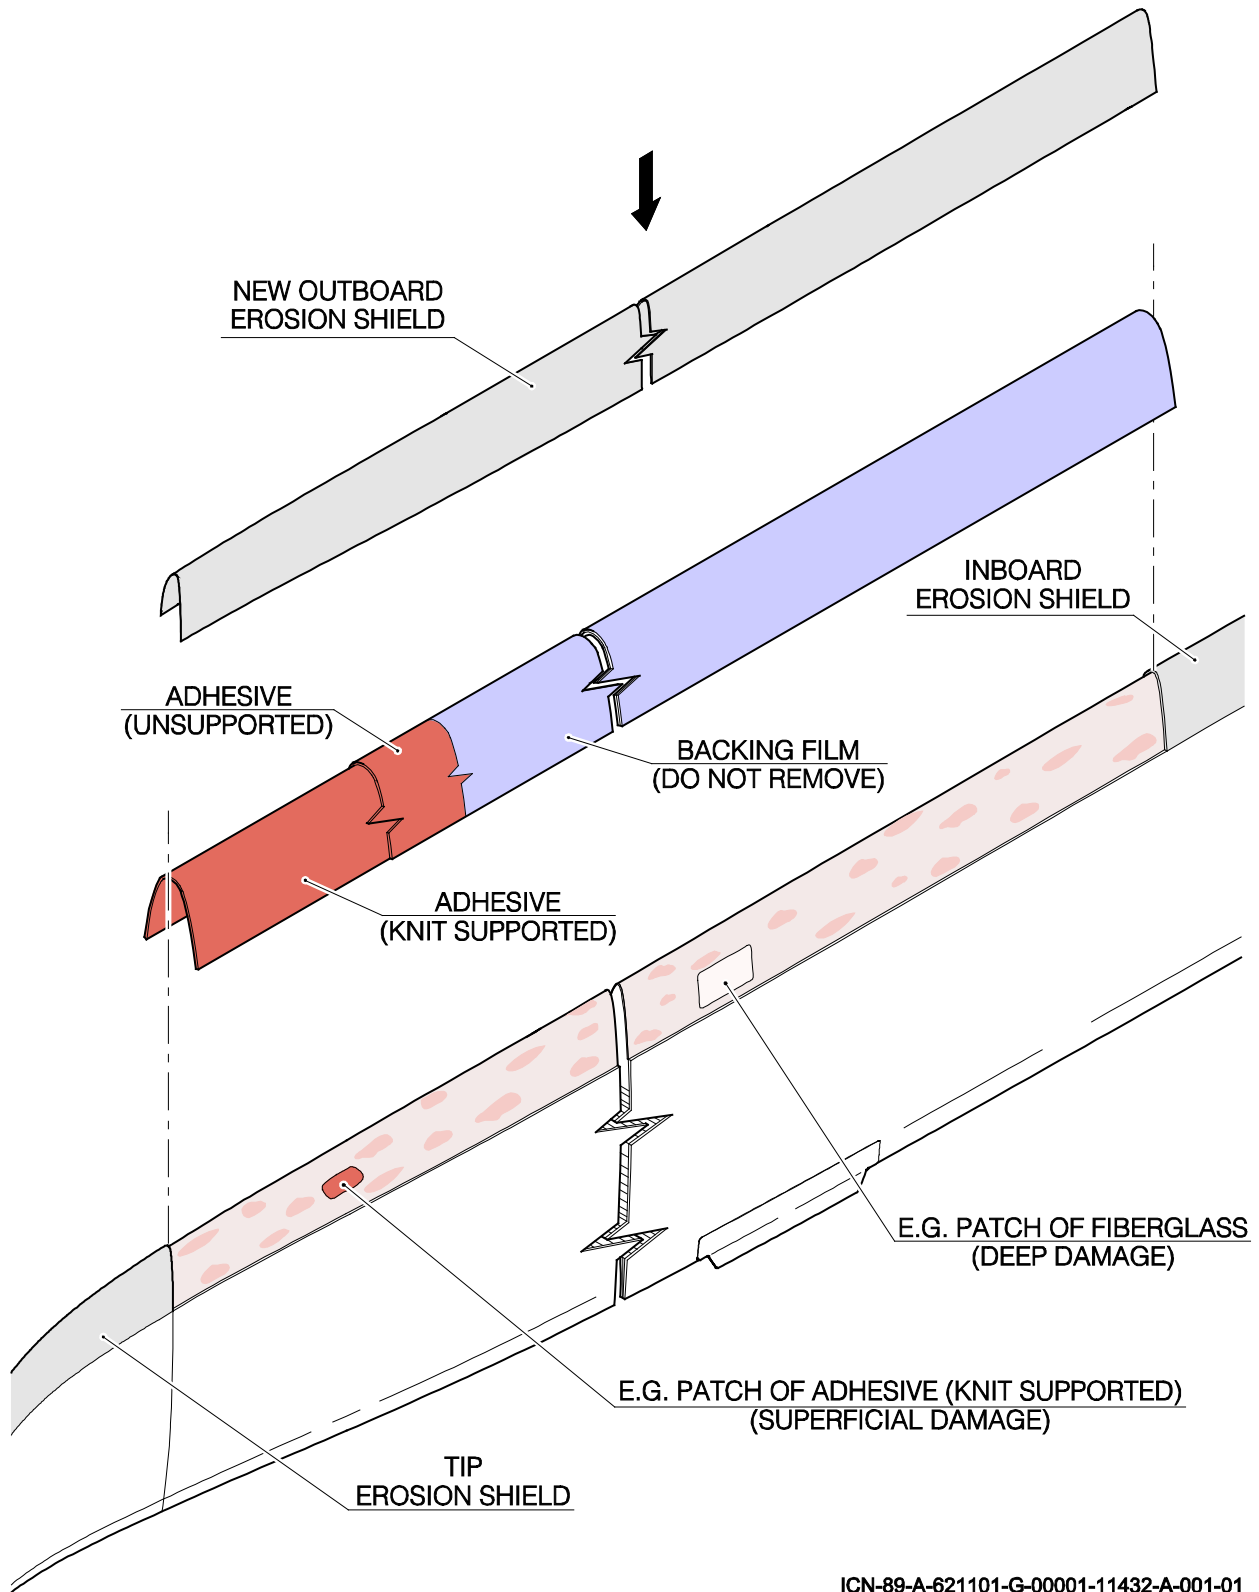 NEW OUTBOARD
EROSION SHIELD
INBOARD
EROSION SHIELD
ADHESIVE
(UNSUPPORTED)
BACKING FILM
(DO NOT REMOVE)
ADHESIVE
(KNIT SUPPORTED)
E.G. PATCH OF FIBERGLASS
(DEEP DAMAGE)
E.G. PATCH OF ADHESIVE (KNIT SUPPORTED)
(SUPERFICIAL DAMAGE)
TIP
EROSION SHIELD
ICN-89-A-621101-G-00001-11432-A-001-01